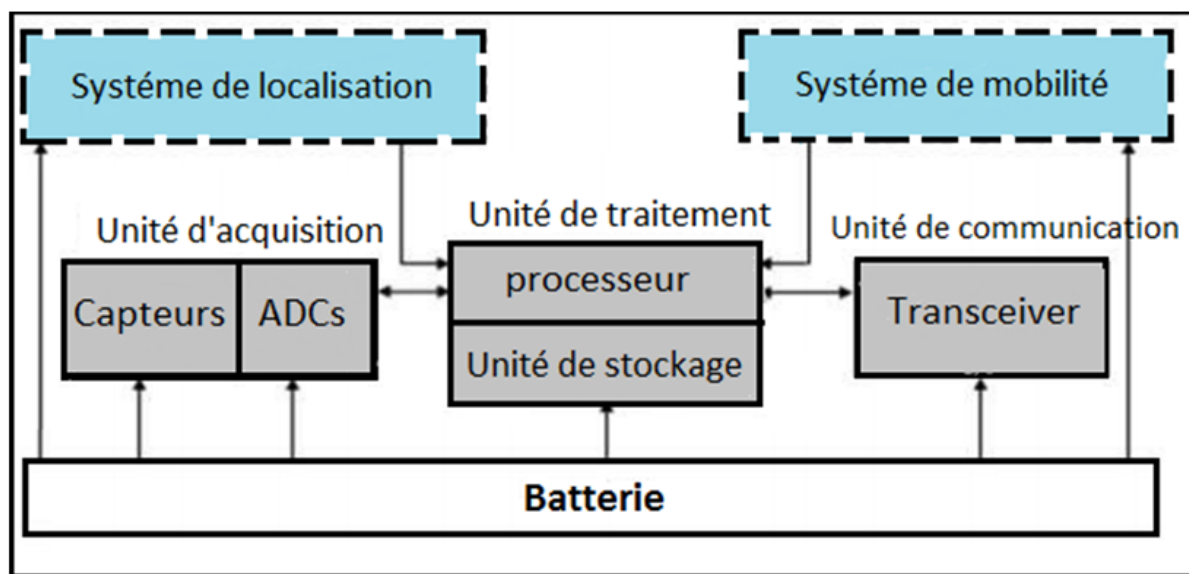 Systéme de localisation
Systéme de mobilité
Unité d'acquisition
Unité de traitement
Unité de communication
Capteurs
ADCs
processeur
Unité de stockage
Transceiver
Batterie